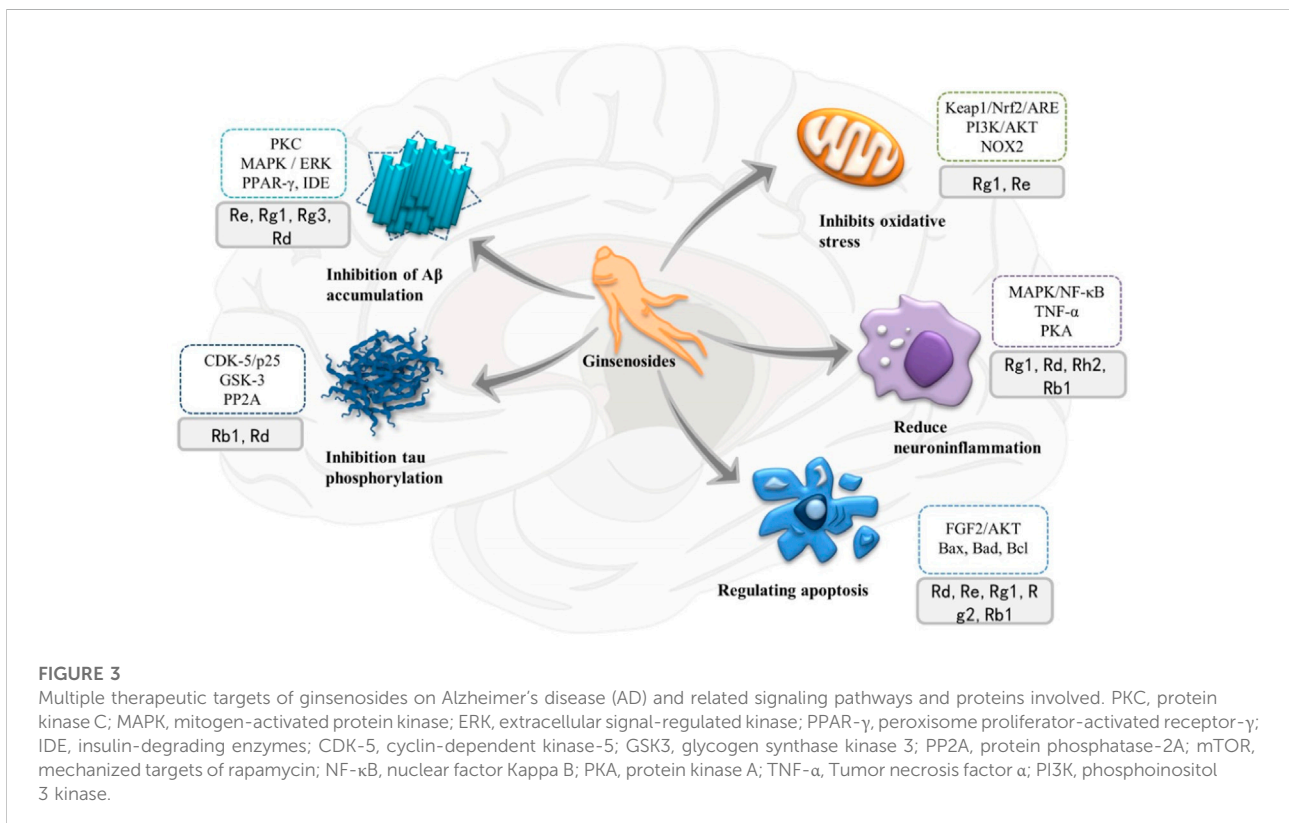 PKC
MAPK / ERK
PPAR-γ, IDE
Re, Rg1, Rg3,
Rd
Inhibition of Aβ
accumulation
CDK-5/p25
GSK-3
PP2A
Rb1, Rd
Inhibition tau
phosphorylation
Ginsenosides
Keap1/Nrf2/ARE
PI3K/AKT
NOX2
Rg1, Re
Inhibits oxidative
stress
MAPK/NF-κB
TNF-α
PKA
Rg1, Rd, Rh2,
Rb1
Reduce
neuroninflammation
FGF2/AKT
Bax, Bad, Bcl
Rd, Re, Rg1, R
g2, Rb1
Regulating apoptosis
FIGURE 3
Multiple therapeutic targets of ginsenosides on Alzheimer's disease (AD) and related signaling pathways and proteins involved. PKC, protein
kinase C; MAPK, mitogen-activated protein kinase; ERK, extracellular signal-regulated kinase; PPAR-γ, peroxisome proliferator-activated receptor-γ;
IDE, insulin-degrading enzymes; CDK-5, cyclin-dependent kinase-5; GSK3, glycogen synthase kinase 3; PP2A, protein phosphatase-2A; mTOR,
mechanized targets of rapamycin; NF-κB, nuclear factor Kappa B; PKA, protein kinase A; TNF-α, Tumor necrosis factor α; PI3K, phosphoinositol
3 kinase.